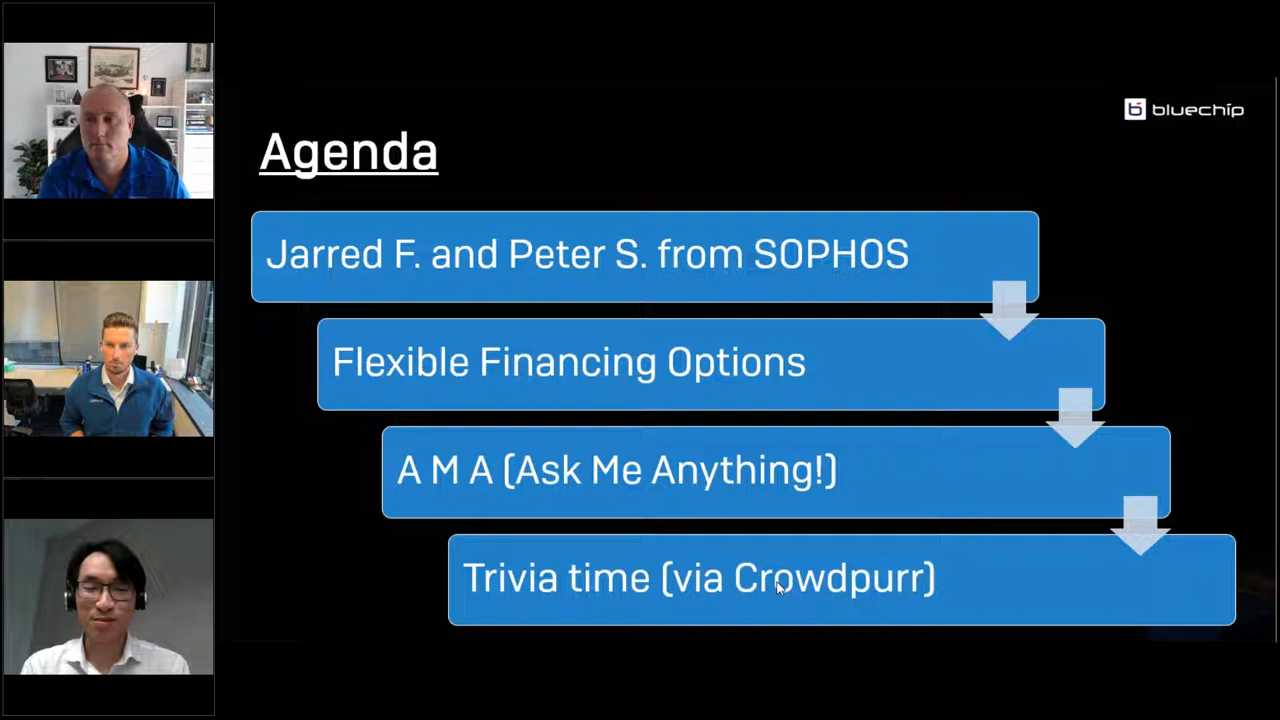 bluechip
Agenda
Jarred F. and Peter S. from SOPHOS
Flexible Financing Options
A M A (Ask Me Anything!)
Trivia time (via Crowdpurr)